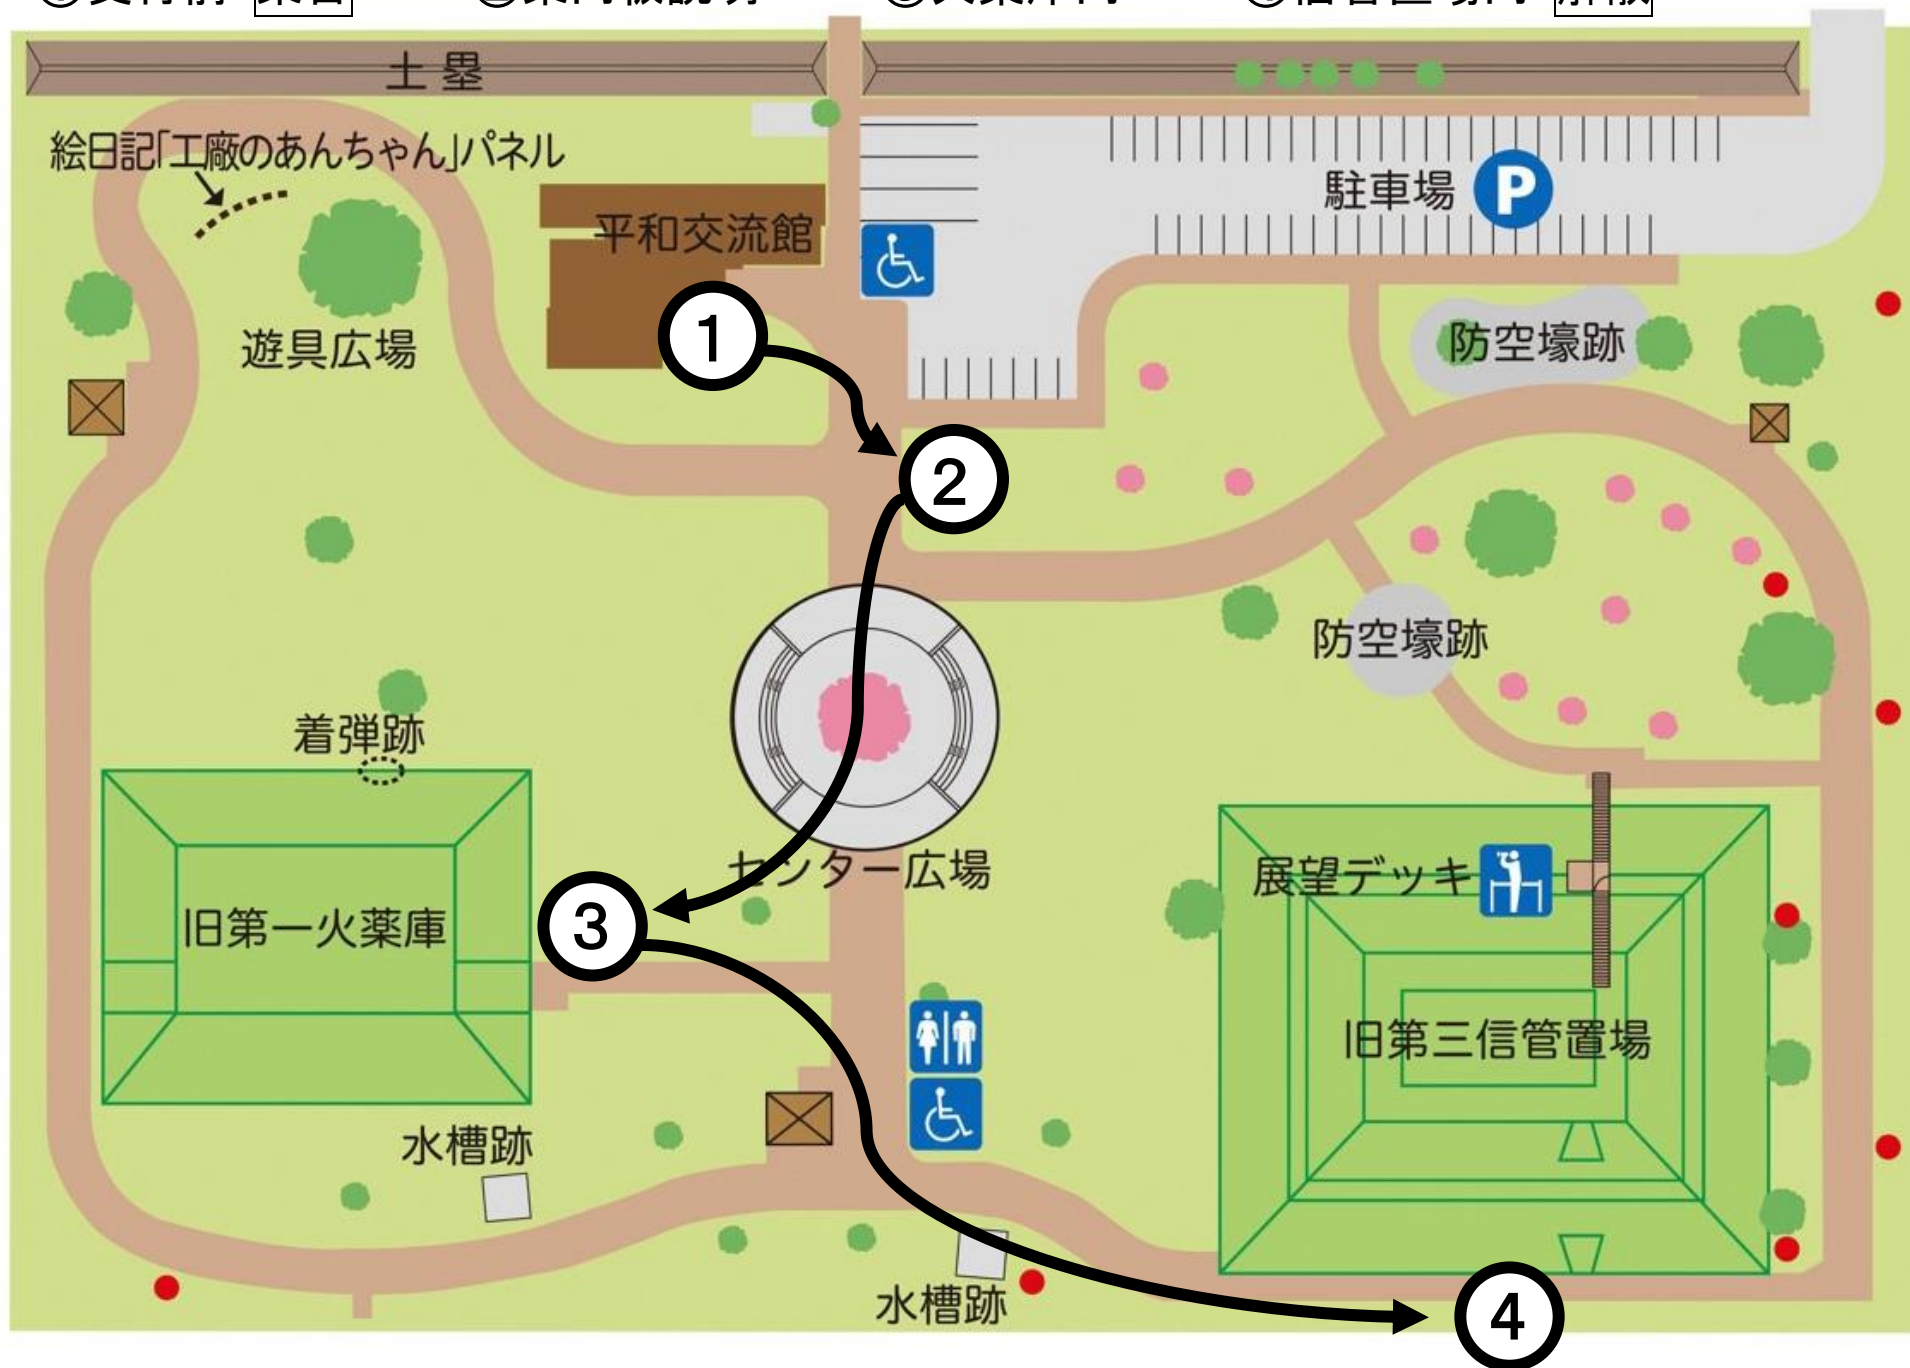 土塁
絵日記「工廠のあんちゃん」パネル
駐車場 P
平和交流館
遊具広場
1
防空壕跡
2
防空壕跡
着弾跡
センター広場
展望デッキ
旧第一火薬庫
3
旧第三信管置場
水槽跡
水槽跡
4